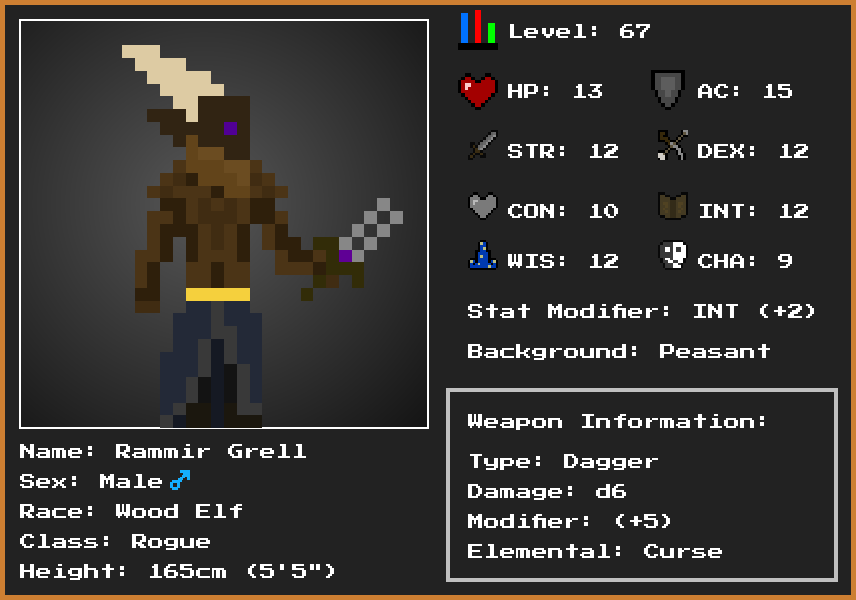 Level: 67
HP: 13
AC: 15
STR: 12
DEX: 12
CON: 10
INT: 12
WIS: 12
CHA: 9
Stat Modifier: INT (+2)
Background: Peasant
Weapon Information:
Type: Dagger
Damage: d6
Modifier: (+5)
Elemental: Curse
Name: Rammir Grell
Sex: Male♂
Race: Wood Elf
Class: Rogue
Height: 165cm (5'5")